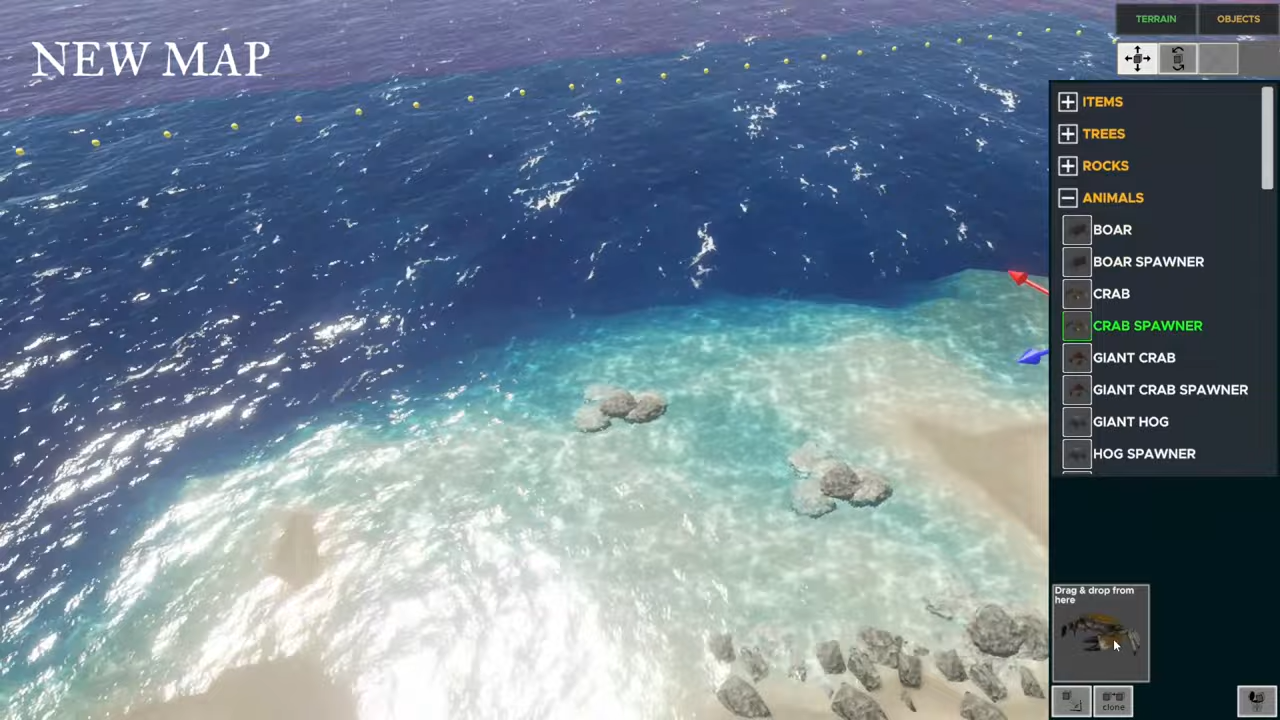 NEW MAP
TERRAIN
OBJECTS
ITEMS
TREES
ROCKS
ANIMALS
BOAR
BOAR SPAWNER
CRAB
CRAB SPAWNER
GIANT CRAB
GIANT CRAB SPAWNER
GIANT HOG
HOG SPAWNER
Drag & drop from
here
clone